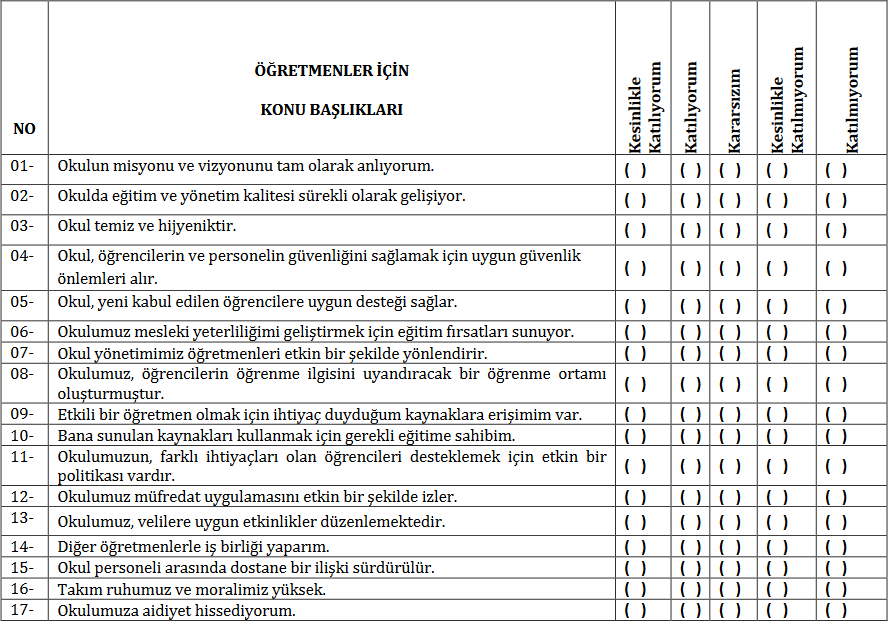 NO
ÖĞRETMENLER İÇİN
KONU BAŞLIKLARI
Kesinlikle
Katılıyorum
Katılıyorum
Kararsızım
Kesinlikle
Katılmıyorum
Katılmıyorum
01- Okulun misyonu ve vizyonunu tam olarak anlıyorum. ( ) ( ) ( ) ( ) ( )
02- Okulda eğitim ve yönetim kalitesi sürekli olarak gelişiyor. ( ) ( ) ( ) ( ) ( )
03- Okul temiz ve hijyeniktir. ( ) ( ) ( ) ( ) ( )
04- Okul, öğrencilerin ve personelin güvenliğini sağlamak için uygun güvenlik
önlemleri alır. ( ) ( ) ( ) ( ) ( )
05- Okul, yeni kabul edilen öğrencilere uygun desteği sağlar. ( ) ( ) ( ) ( ) ( )
06- Okulumuz mesleki yeterliliğimi geliştirmek için eğitim fırsatları sunuyor. ( ) ( ) ( ) ( ) ( )
07- Okul yönetimimiz öğretmenleri etkin bir şekilde yönlendirir. ( ) ( ) ( ) ( ) ( )
08- Okulumuz, öğrencilerin öğrenme ilgisini uyandıracak bir öğrenme ortamı
oluşturmuştur. ( ) ( ) ( ) ( ) ( )
09- Etkili bir öğretmen olmak için ihtiyaç duyduğum kaynaklara erişimim var. ( ) ( ) ( ) ( ) ( )
10- Bana sunulan kaynakları kullanmak için gerekli eğitime sahibim. ( ) ( ) ( ) ( ) ( )
11- Okulumuzun, farklı ihtiyaçları olan öğrencileri desteklemek için etkin bir
politikası vardır. ( ) ( ) ( ) ( ) ( )
12- Okulumuz müfredat uygulamasını etkin bir şekilde izler. ( ) ( ) ( ) ( ) ( )
13- Okulumuz, velilere uygun etkinlikler düzenlemektedir. ( ) ( ) ( ) ( ) ( )
14- Diğer öğretmenlerle iş birliği yaparım. ( ) ( ) ( ) ( ) ( )
15- Okul personeli arasında dostane bir ilişki sürdürülür. ( ) ( ) ( ) ( ) ( )
16- Takım ruhumuz ve moralimiz yüksek. ( ) ( ) ( ) ( ) ( )
17- Okulumuza aidiyet hissediyorum. ( ) ( ) ( ) ( ) ( )